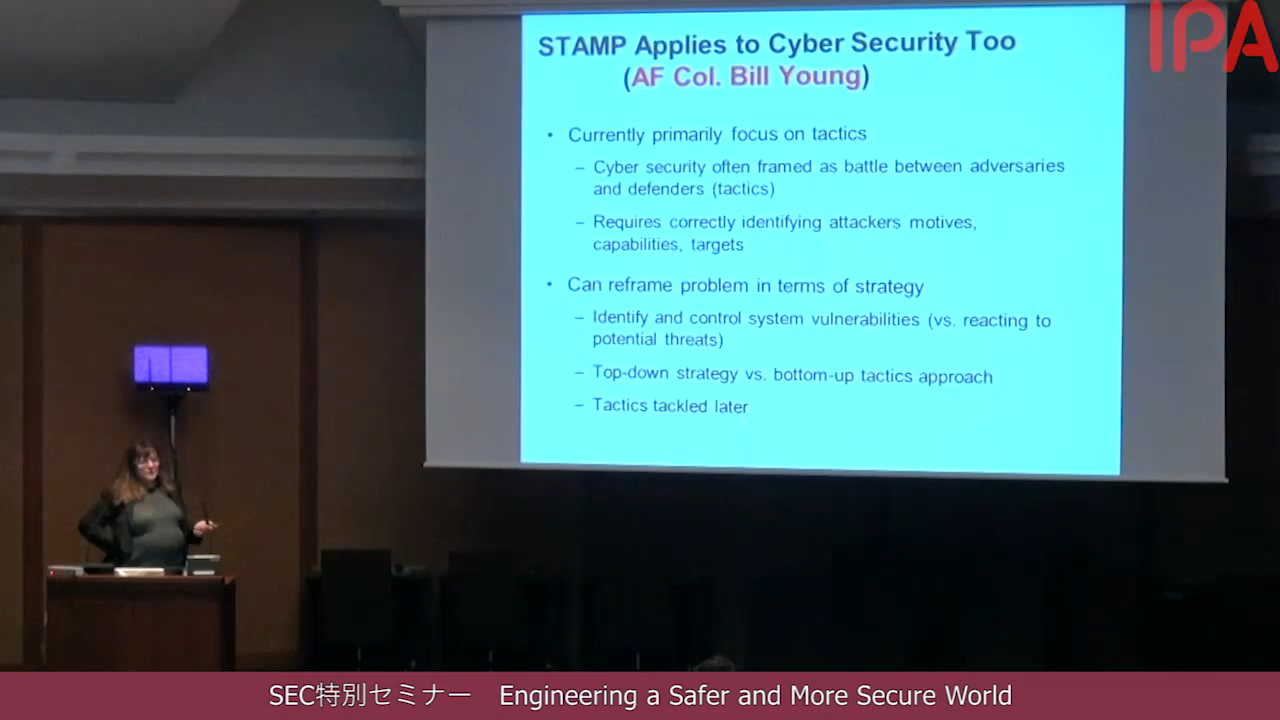 IPA
STAMP Applies to Cyber Security Too
(AF Col. Bill Young)
• Currently primarily focus on tactics
– Cyber security often framed as battle between adversaries
and defenders (tactics)
– Requires correctly identifying attackers motives,
capabilities, targets
• Can reframe problem in terms of strategy
– Identify and control system vulnerabilities (vs. reacting to
potential threats)
– Top-down strategy vs. bottom-up tactics approach
– Tactics tackled later
SEC特別セミナー Engineering a Safer and More Secure World